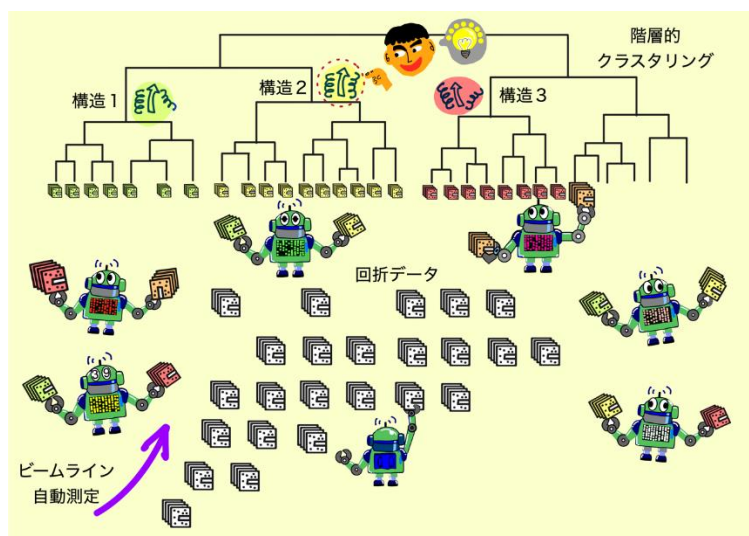 階層的
クラスタリング
構造1
構造2
構造3
回折データ
ビームライン
自動測定